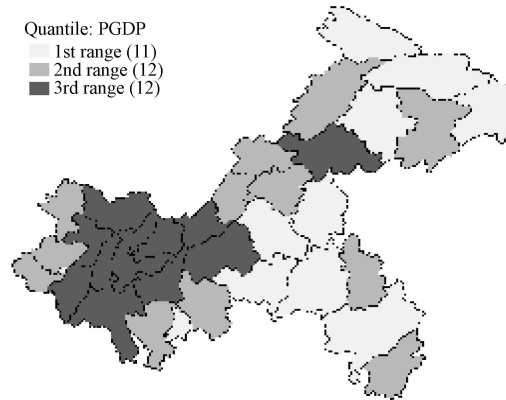 Quantile: PGDP
1st range (11)
2nd range (12)
3rd range (12)